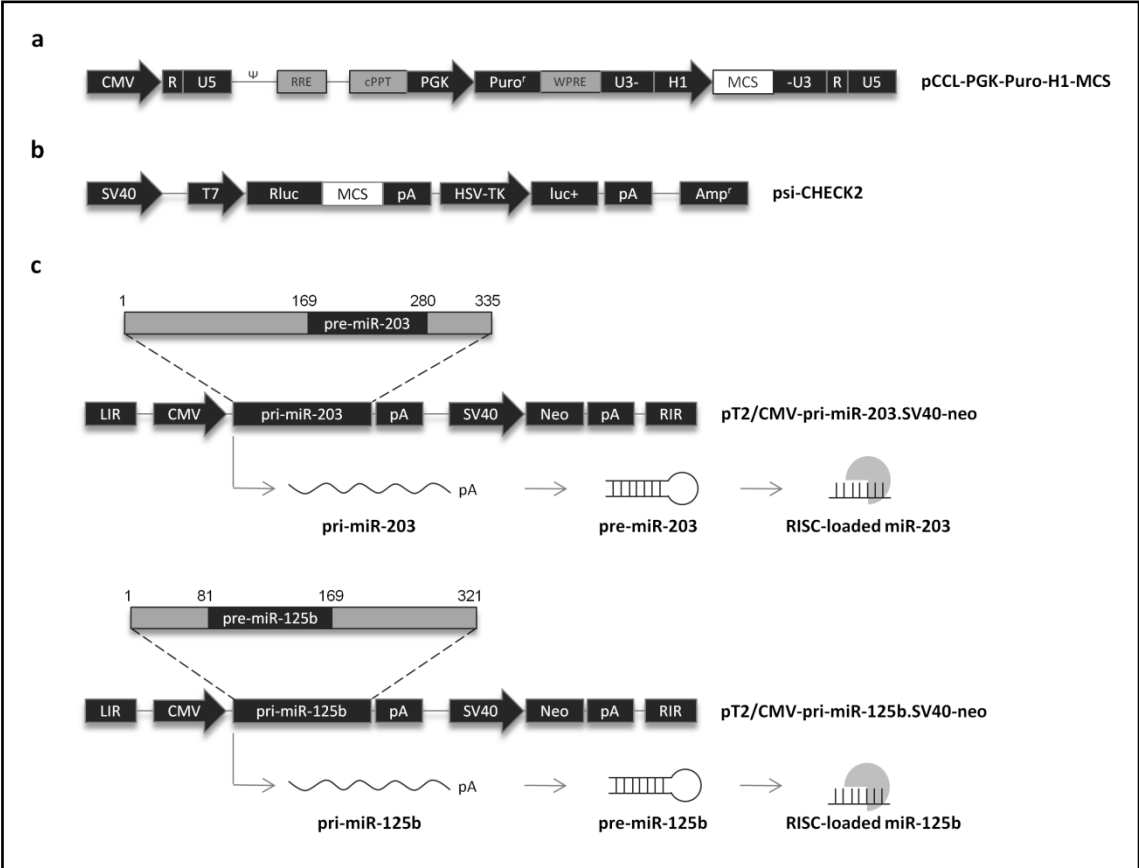 a
CMV R U5 Ψ RRE cPPT PGK Puroʳ WPRE U3- H1 MCS -U3 R U5 pCCL-PGK-Puro-H1-MCS
b
SV40 T7 Rluc MCS pA HSV-TK luc+ pA Ampʳ psi-CHECK2
c
1 169 280 335
pre-miR-203
LIR CMV pri-miR-203 pA SV40 Neo pA RIR pT2/CMV-pri-miR-203.SV40-neo
pA
pri-miR-203 pre-miR-203 RISC-loaded miR-203
1 81 169 321
pre-miR-125b
LIR CMV pri-miR-125b pA SV40 Neo pA RIR pT2/CMV-pri-miR-125b.SV40-neo
pA
pri-miR-125b pre-miR-125b RISC-loaded miR-125b